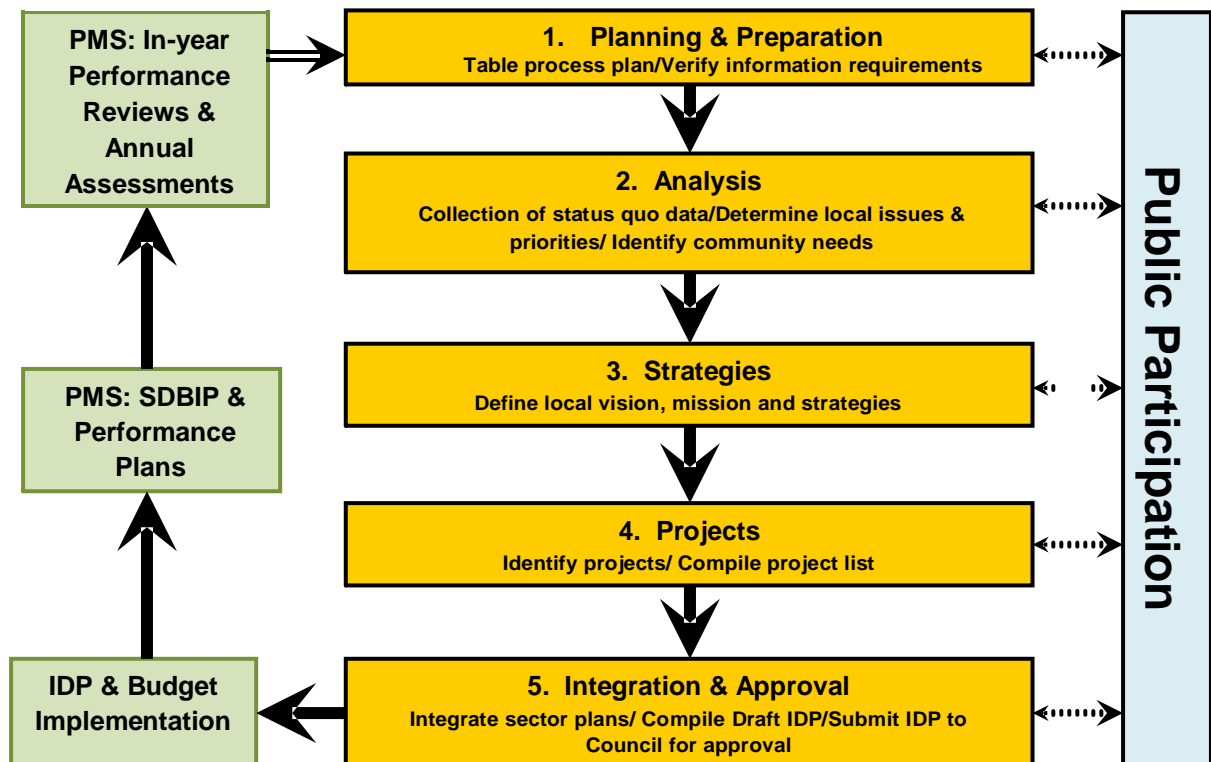 PMS: In-year
Performance
Reviews &
Annual
Assessments
PMS: SDBIP &
Performance
Plans
IDP & Budget
Implementation
1. Planning & Preparation
Table process plan/Verify information requirements
2. Analysis
Collection of status quo data/Determine local issues &
priorities/ Identify community needs
3. Strategies
Define local vision, mission and strategies
4. Projects
Identify projects/ Compile project list
5. Integration & Approval
Integrate sector plans/ Compile Draft IDP/Submit IDP to
Council for approval
Public Participation